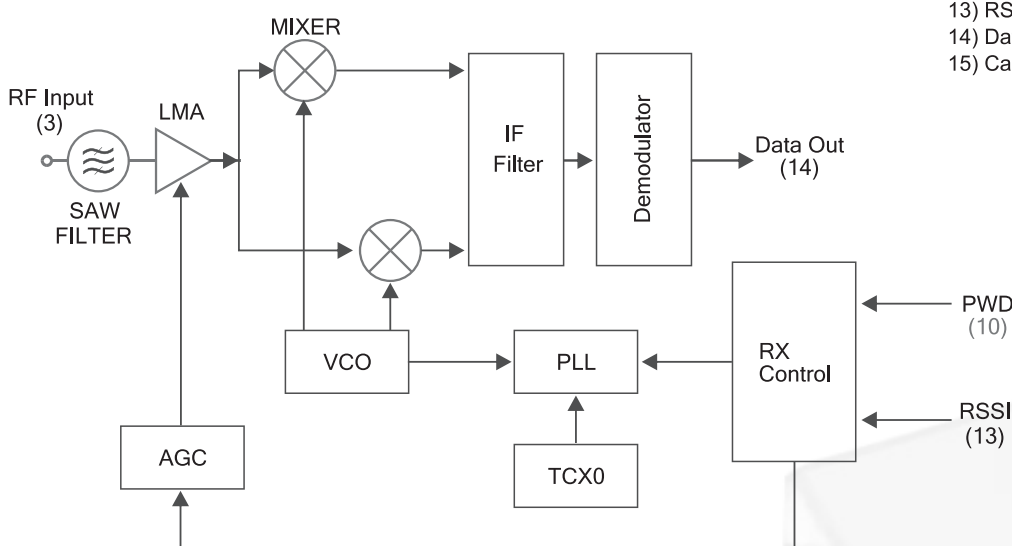 MIXER
13) RS
14) Da
15) Ca
RF Input
(3)
LMA
SAW
FILTER
IF
Filter
Demodulator
Data Out
(14)
VCO
PLL
RX
Control
PWD
(10)
RSSI
(13)
AGC
TCX0